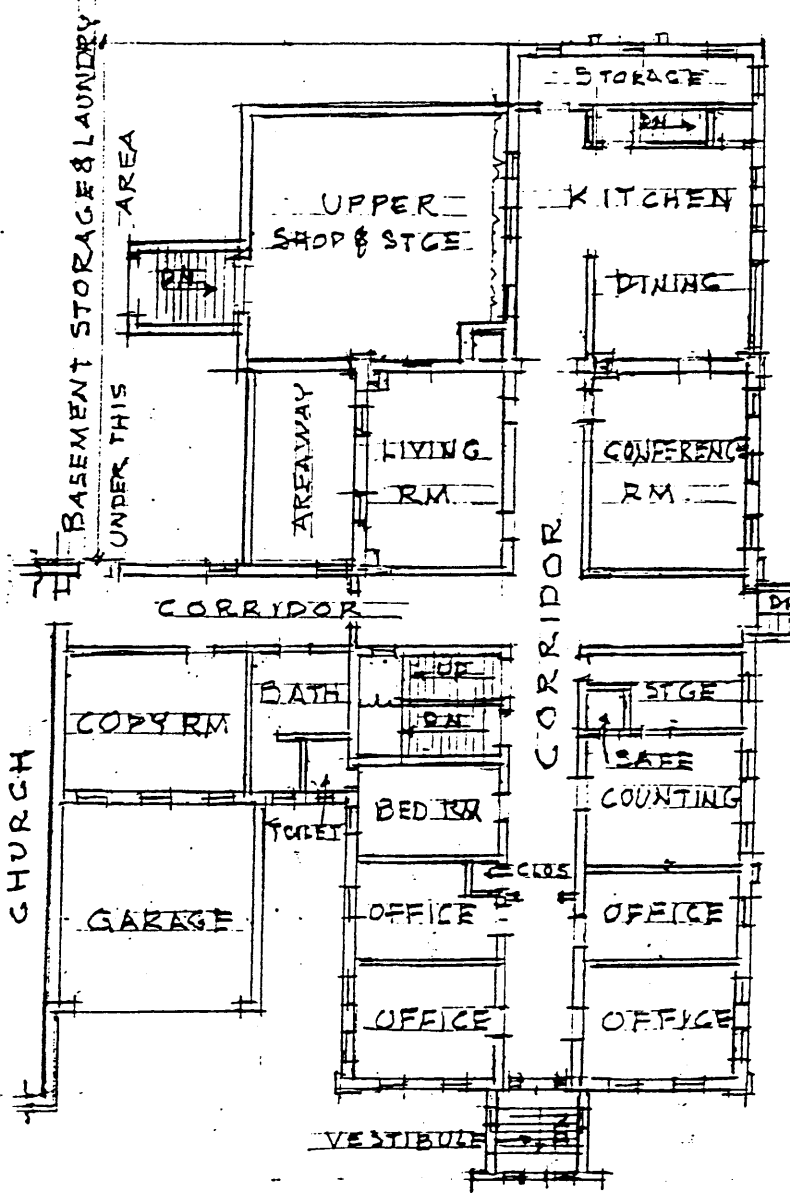 BASEMENT STORAGE & LAUNDRY
UNDER THIS AREA
STORAGE
DN
KITCHEN
UPPER
SHOP & STGE
DN
DINING
AREAWAY
LIVING
RM
CONFERENCE
RM.
CORRIDOR
CORRIDOR
UP
BATH
STGE
COPY RM
DN
SAFE
CHURCH
BED RM
COUNTING
TOILET
CLOS
GARAGE
OFFICE
OFFICE
OFFICE
OFFICE
VESTIBULE